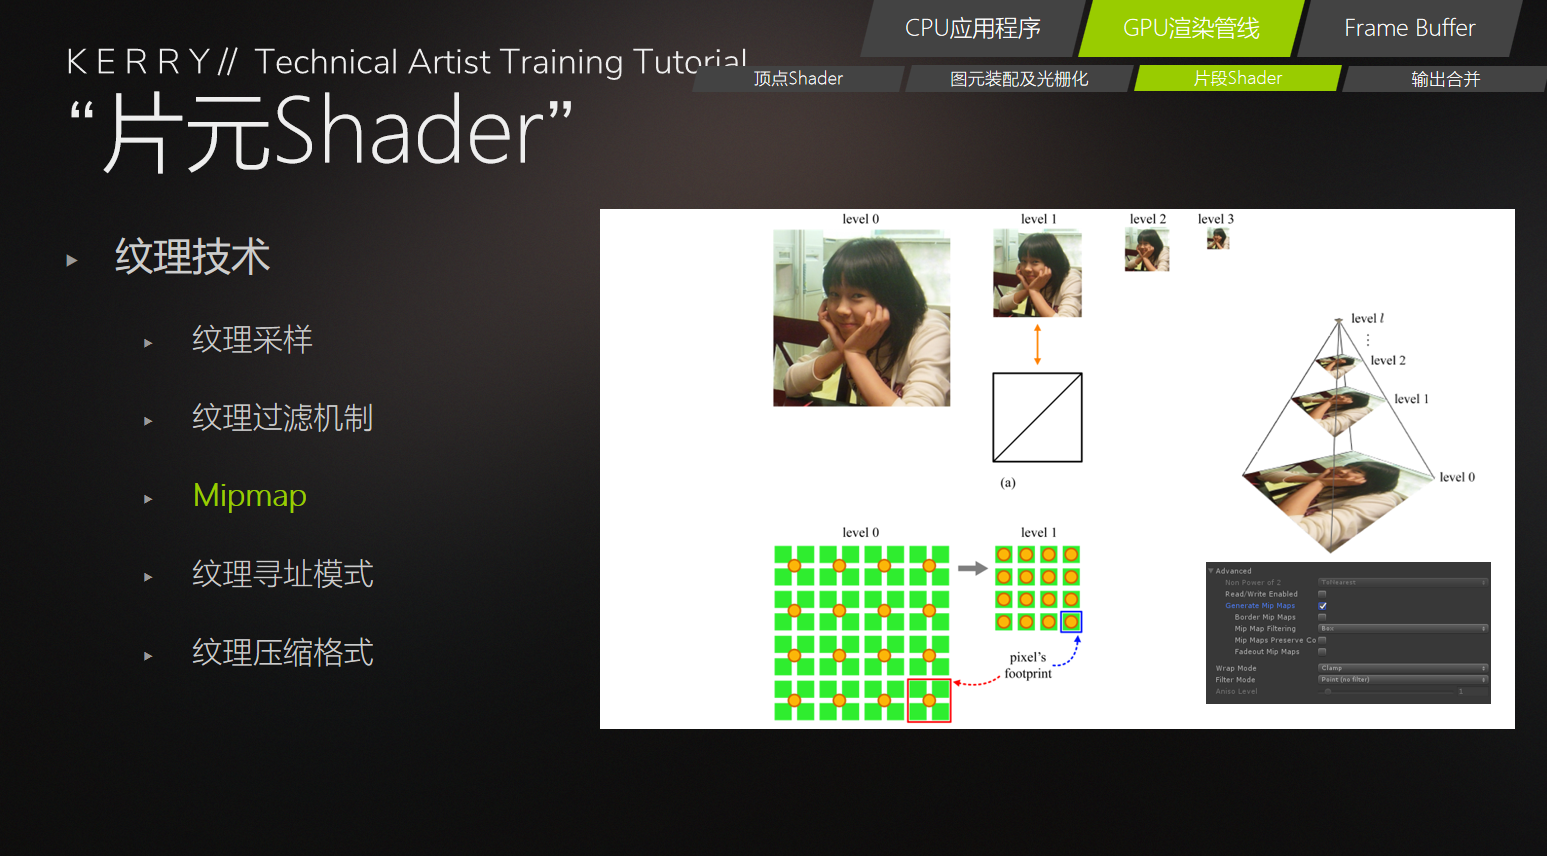 CPU应用程序
GPU渲染管线
Frame Buffer
顶点Shader
图元装配及光栅化
片段Shader
输出合并
KERRY// Technical Artist Training Tutorial
“片元Shader”
纹理技术
纹理采样
纹理过滤机制
Mipmap
纹理寻址模式
纹理压缩格式
level 0
level 1
level 2
level 3
(a)
level l
level 2
level 1
level 0
level 0
level 1
pixel's
footprint
Advanced
Non Power of 2
ToNearest
Read/Write Enabled
Generate Mip Maps
Border Mip Maps
Mip Map Filtering
Box
Mip Maps Preserve Co
Fadeout Mip Maps
Wrap Mode
Clamp
Filter Mode
Point (no filter)
Aniso Level
1